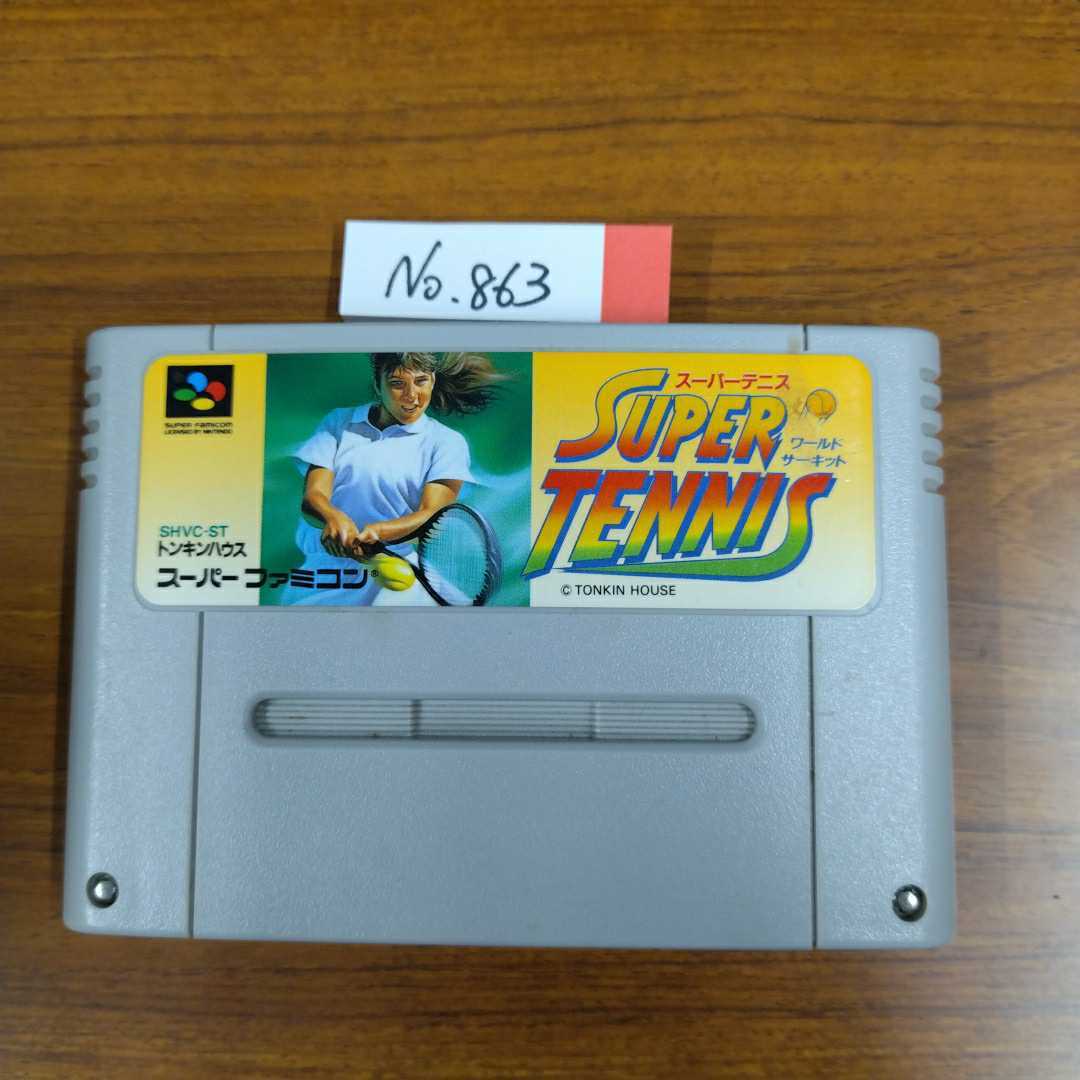 No.863
SUPER FAMICOM
LICENSED BY NINTENDO
SHVC-ST
トンキンハウス
スーパーファミコン®
スーパーテニス
SUPER
TENNIS
ワールド
サーキット
© TONKIN HOUSE